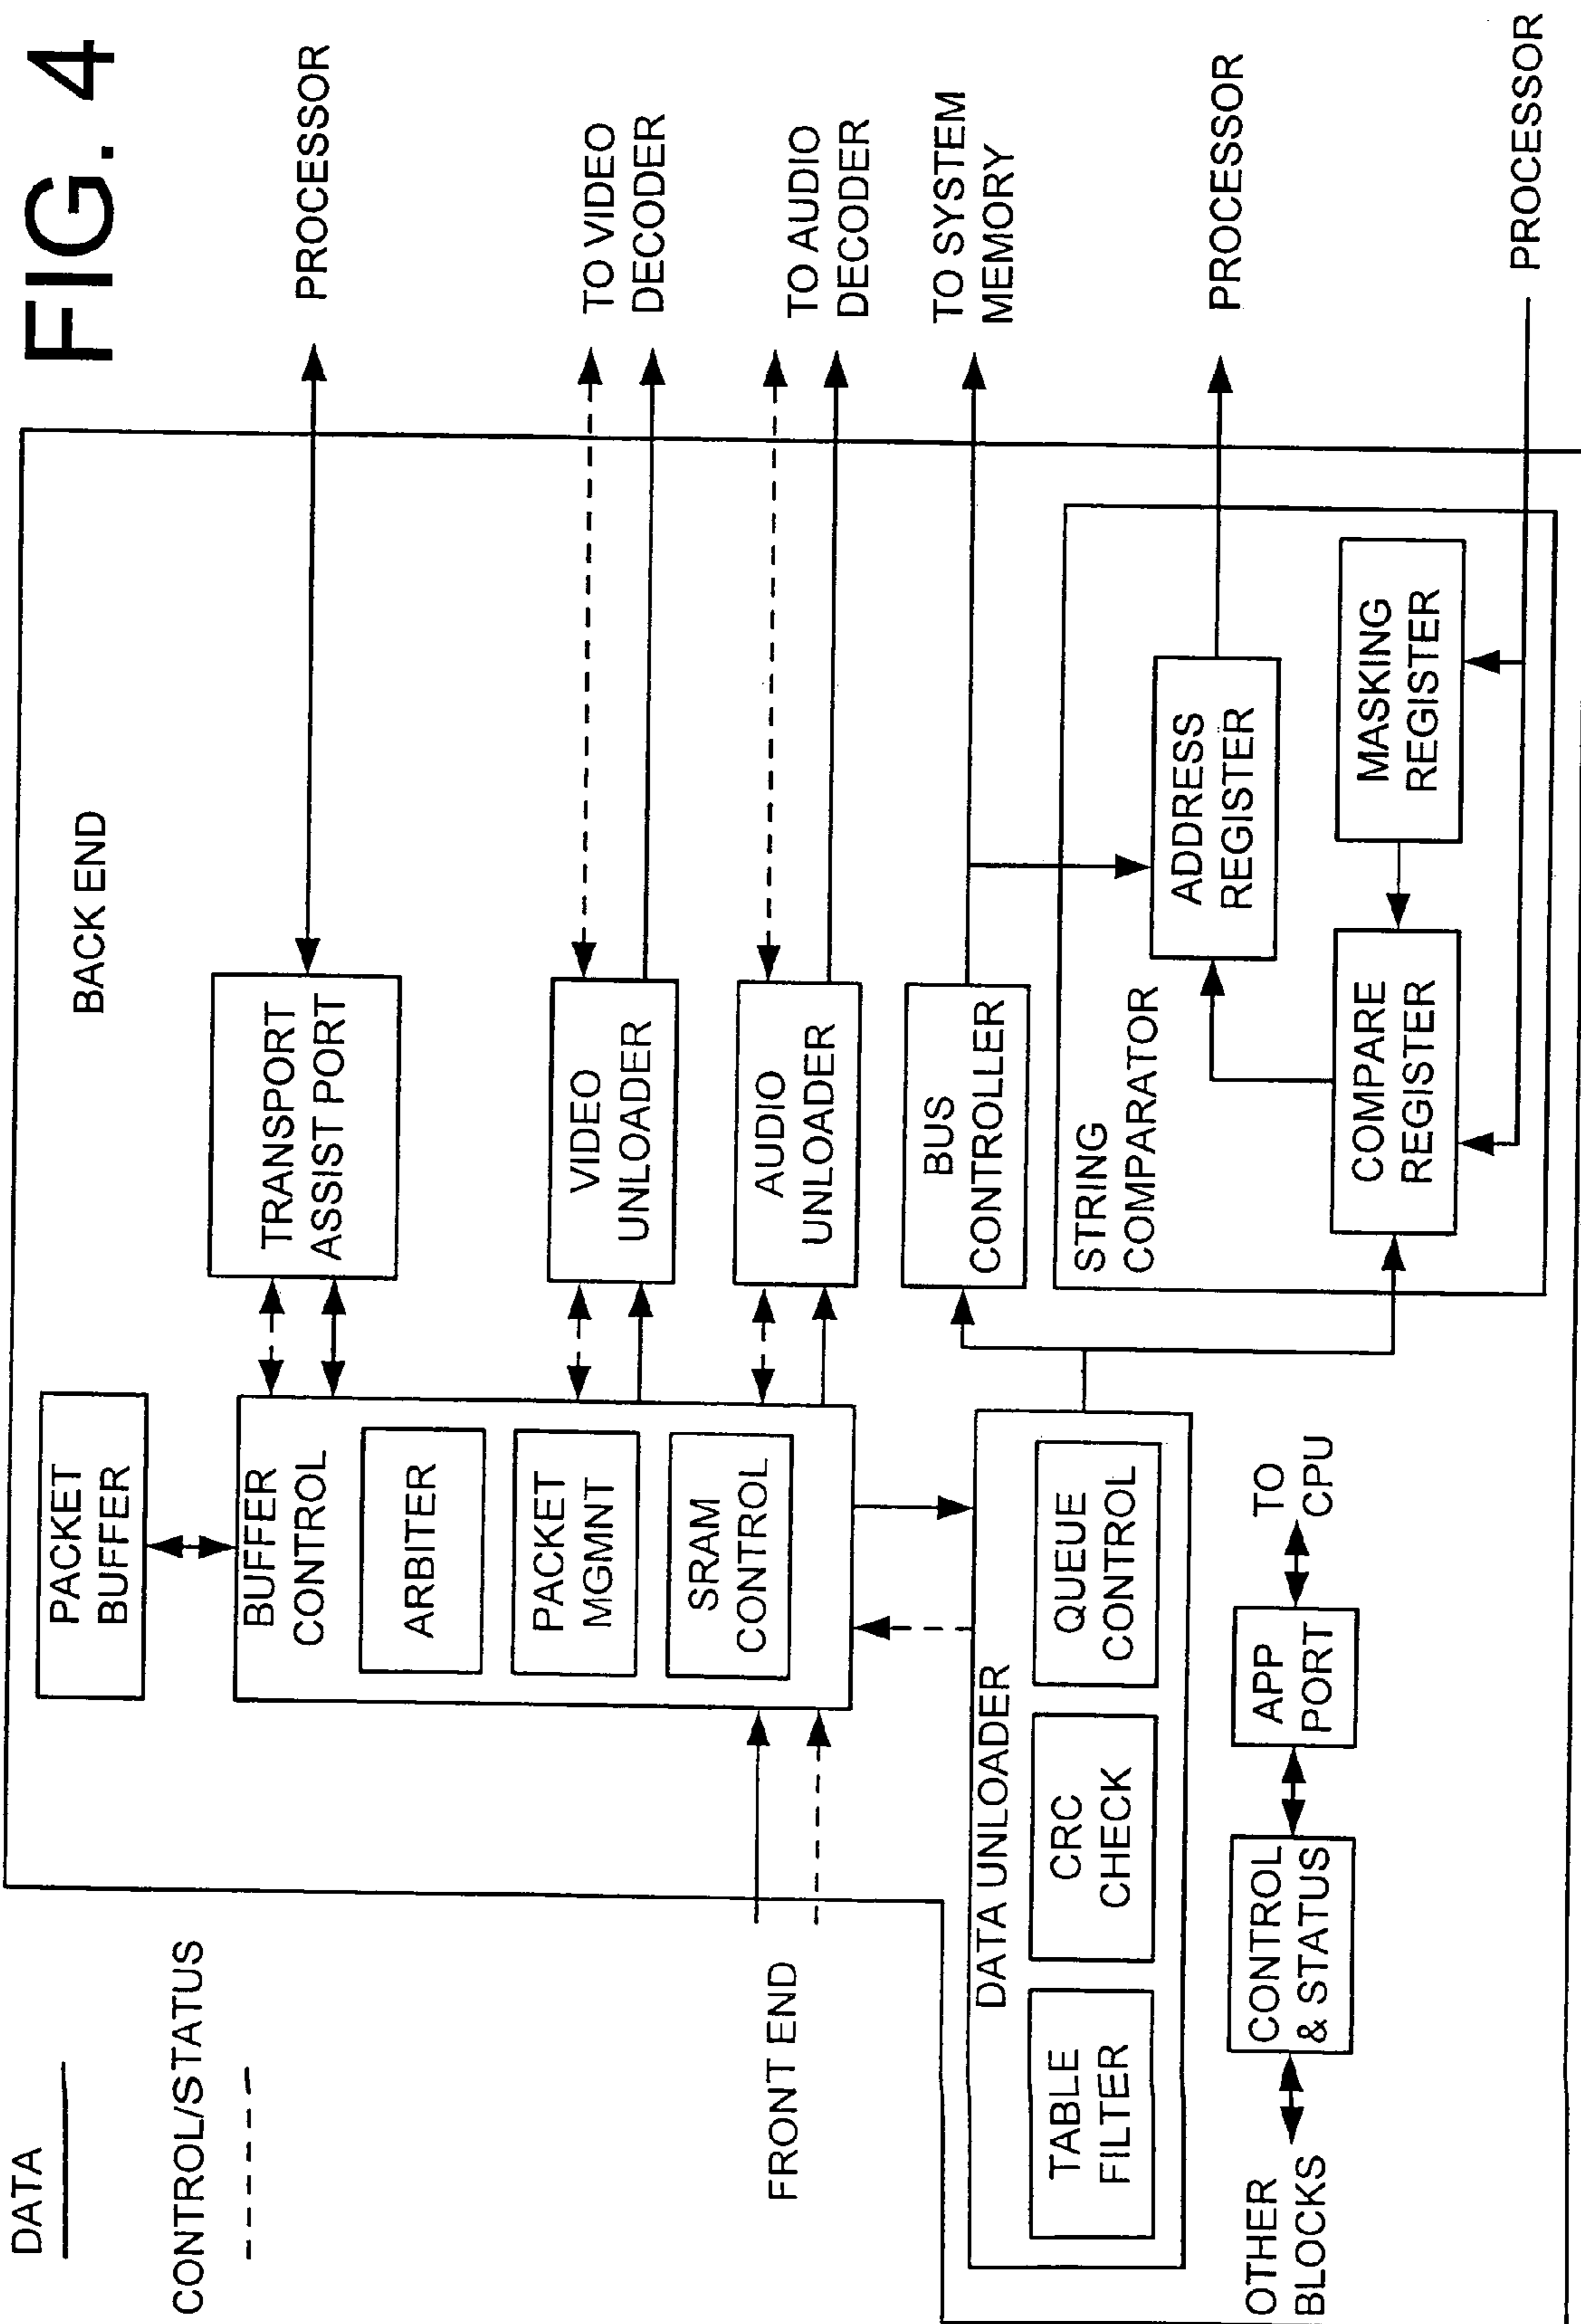 FIG. 4
DATA
CONTROL/STATUS
BACK END
PACKET
BUFFER
BUFFER
CONTROL
ARBITER
PACKET
MGMNT
SRAM
CONTROL
TRANSPORT
ASSIST PORT
PROCESSOR
VIDEO
UNLOADER
TO VIDEO
DECODER
AUDIO
UNLOADER
TO AUDIO
DECODER
FRONT END
BUS
CONTROLLER
TO SYSTEM
MEMORY
DATA UNLOADER
TABLE
FILTER
CRC
CHECK
QUEUE
CONTROL
STRING
COMPARATOR
ADDRESS
REGISTER
PROCESSOR
COMPARE
REGISTER
MASKING
REGISTER
PROCESSOR
OTHER
BLOCKS
CONTROL
& STATUS
APP
PORT
TO
CPU